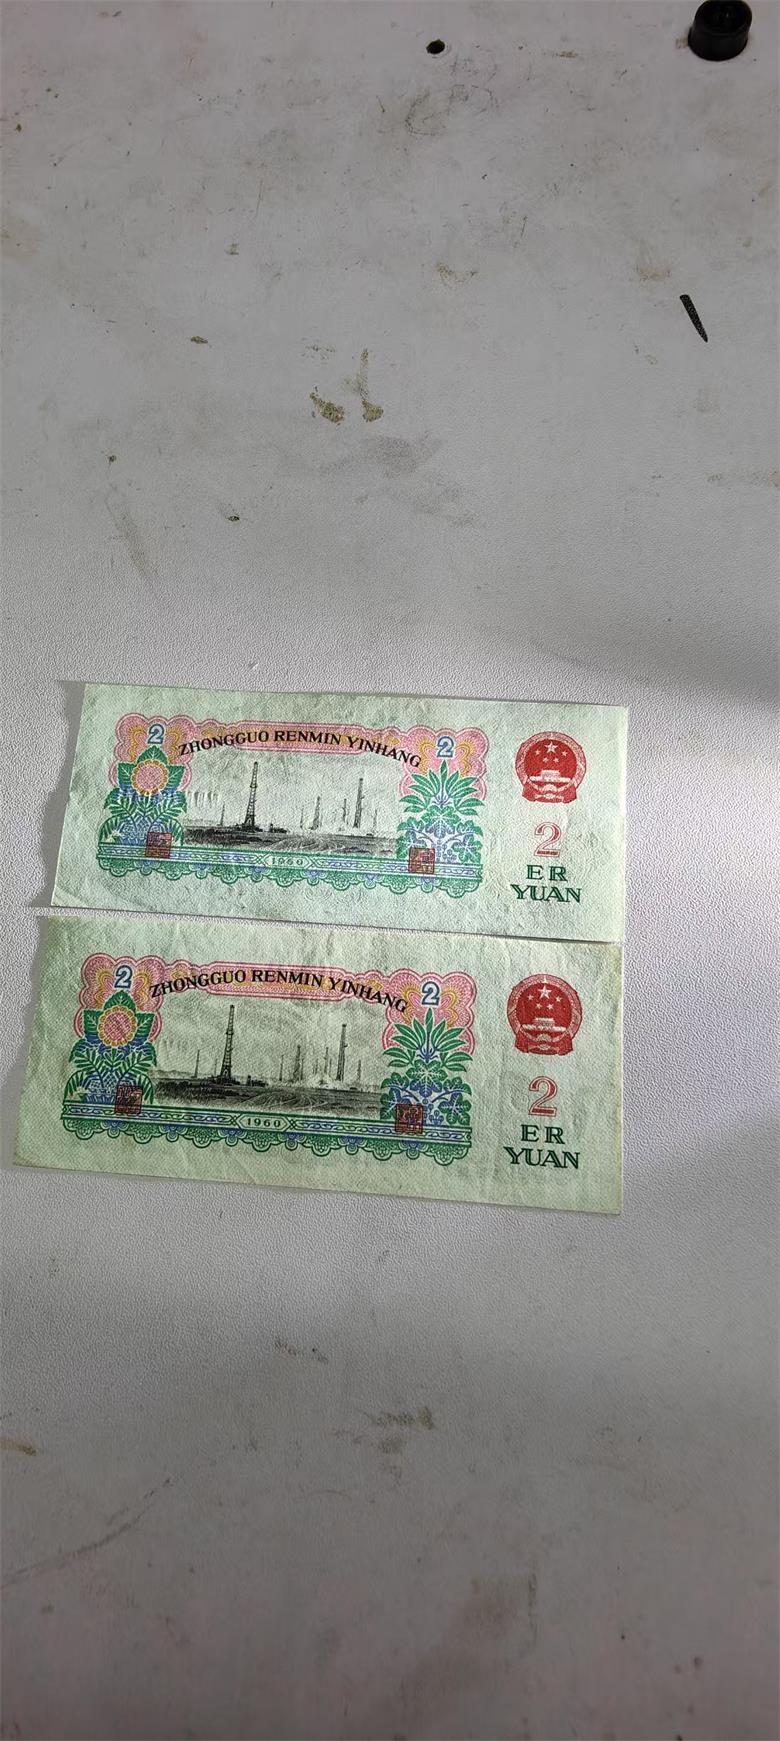 2 ZHONGGUO RENMIN YINHANG 2
1960
2
ER
YUAN
2 ZHONGGUO RENMIN YINHANG 2
1960
2
ER
YUAN